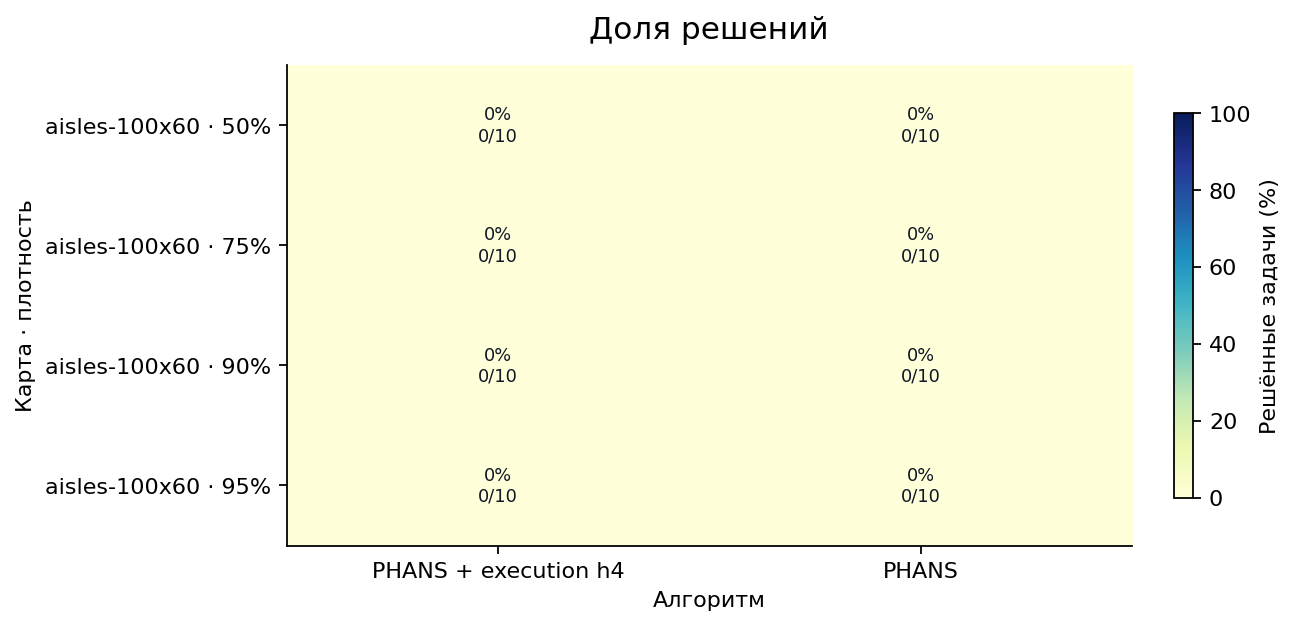 Доля решений
Карта · плотность
aisles-100x60 · 50%
0%
0/10
0%
0/10
aisles-100x60 · 75%
0%
0/10
0%
0/10
aisles-100x60 · 90%
0%
0/10
0%
0/10
aisles-100x60 · 95%
0%
0/10
0%
0/10
PHANS + execution h4
PHANS
Алгоритм
100
80
60
40
20
0
Решённые задачи (%)